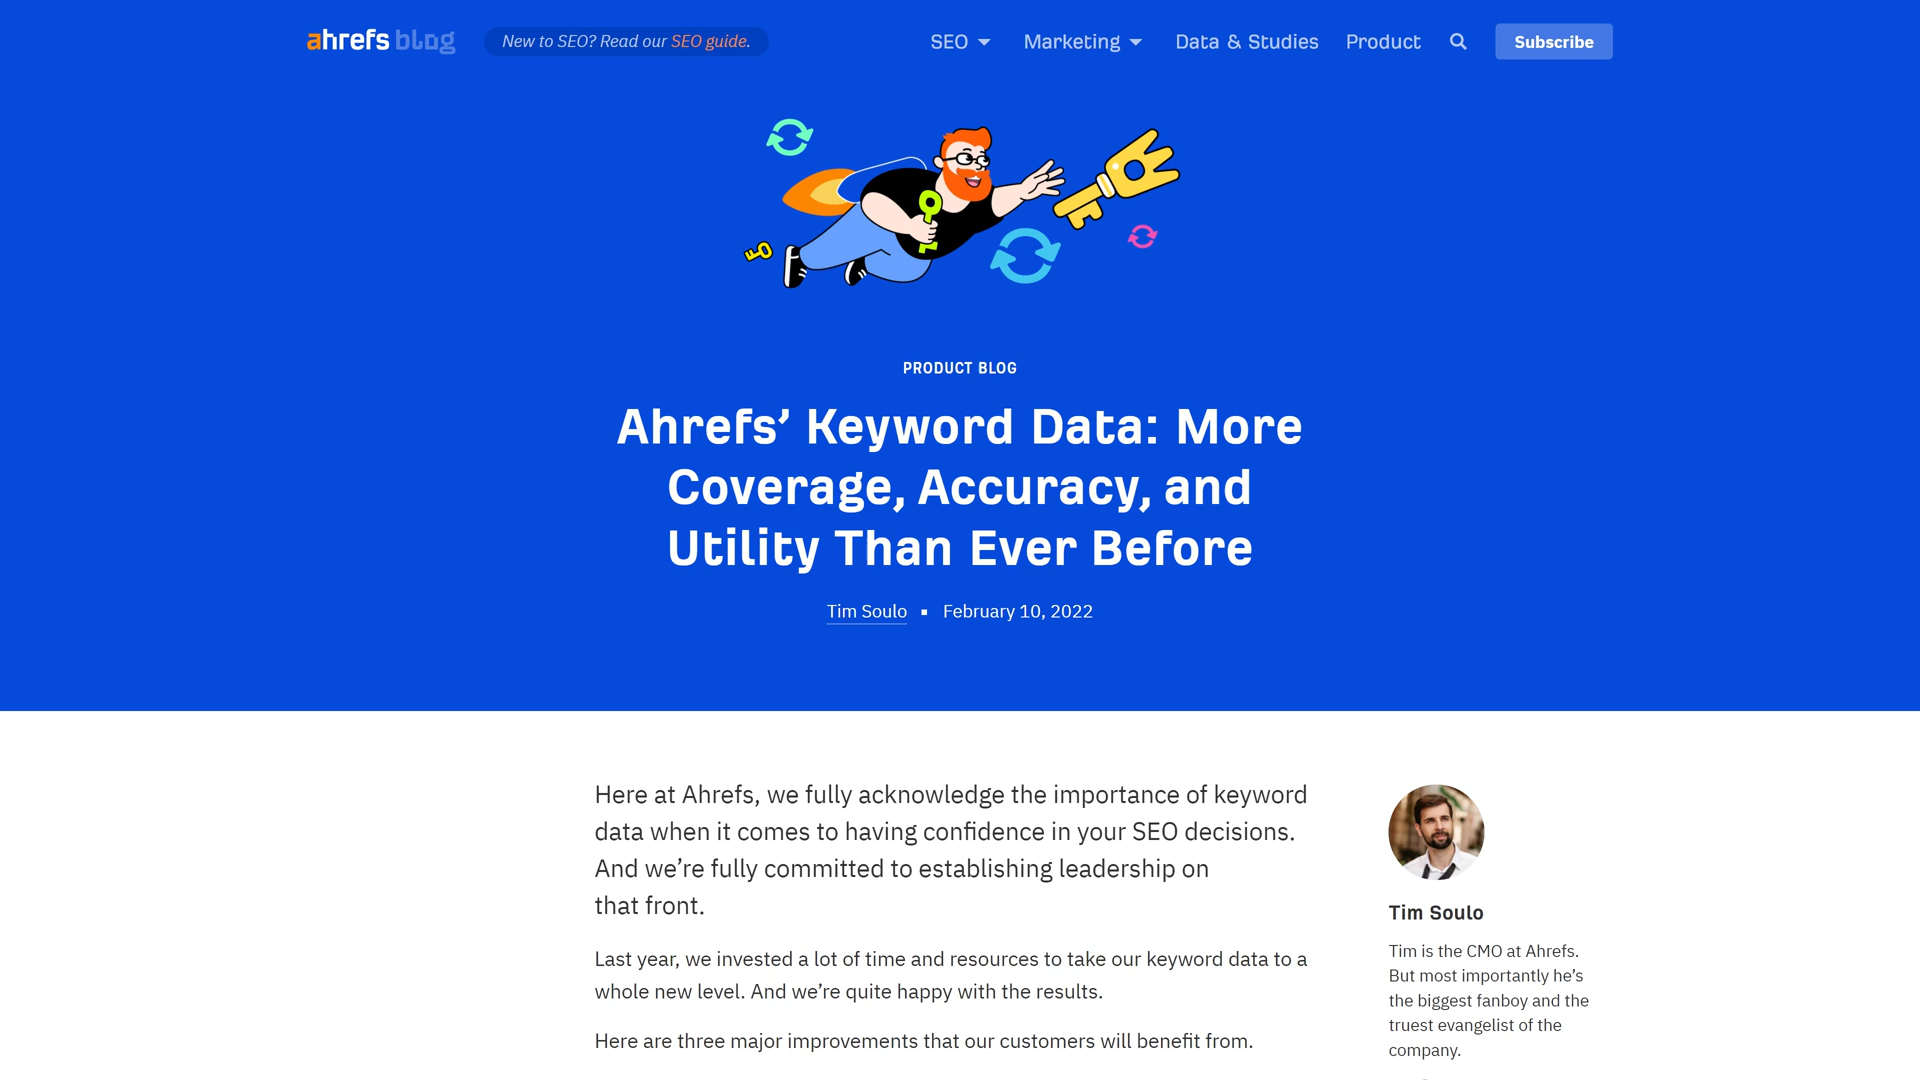 ahrefs blog
New to SEO? Read our SEO guide.
SEO
Marketing
Data & Studies
Product
Subscribe
PRODUCT BLOG
Ahrefs’ Keyword Data: More
Coverage, Accuracy, and
Utility Than Ever Before
Tim Soulo
February 10, 2022
Here at Ahrefs, we fully acknowledge the importance of keyword
data when it comes to having confidence in your SEO decisions.
And we’re fully committed to establishing leadership on
that front.
Last year, we invested a lot of time and resources to take our keyword data to a
whole new level. And we’re quite happy with the results.
Here are three major improvements that our customers will benefit from.
Tim Soulo
Tim is the CMO at Ahrefs.
But most importantly he’s
the biggest fanboy and the
truest evangelist of the
company.